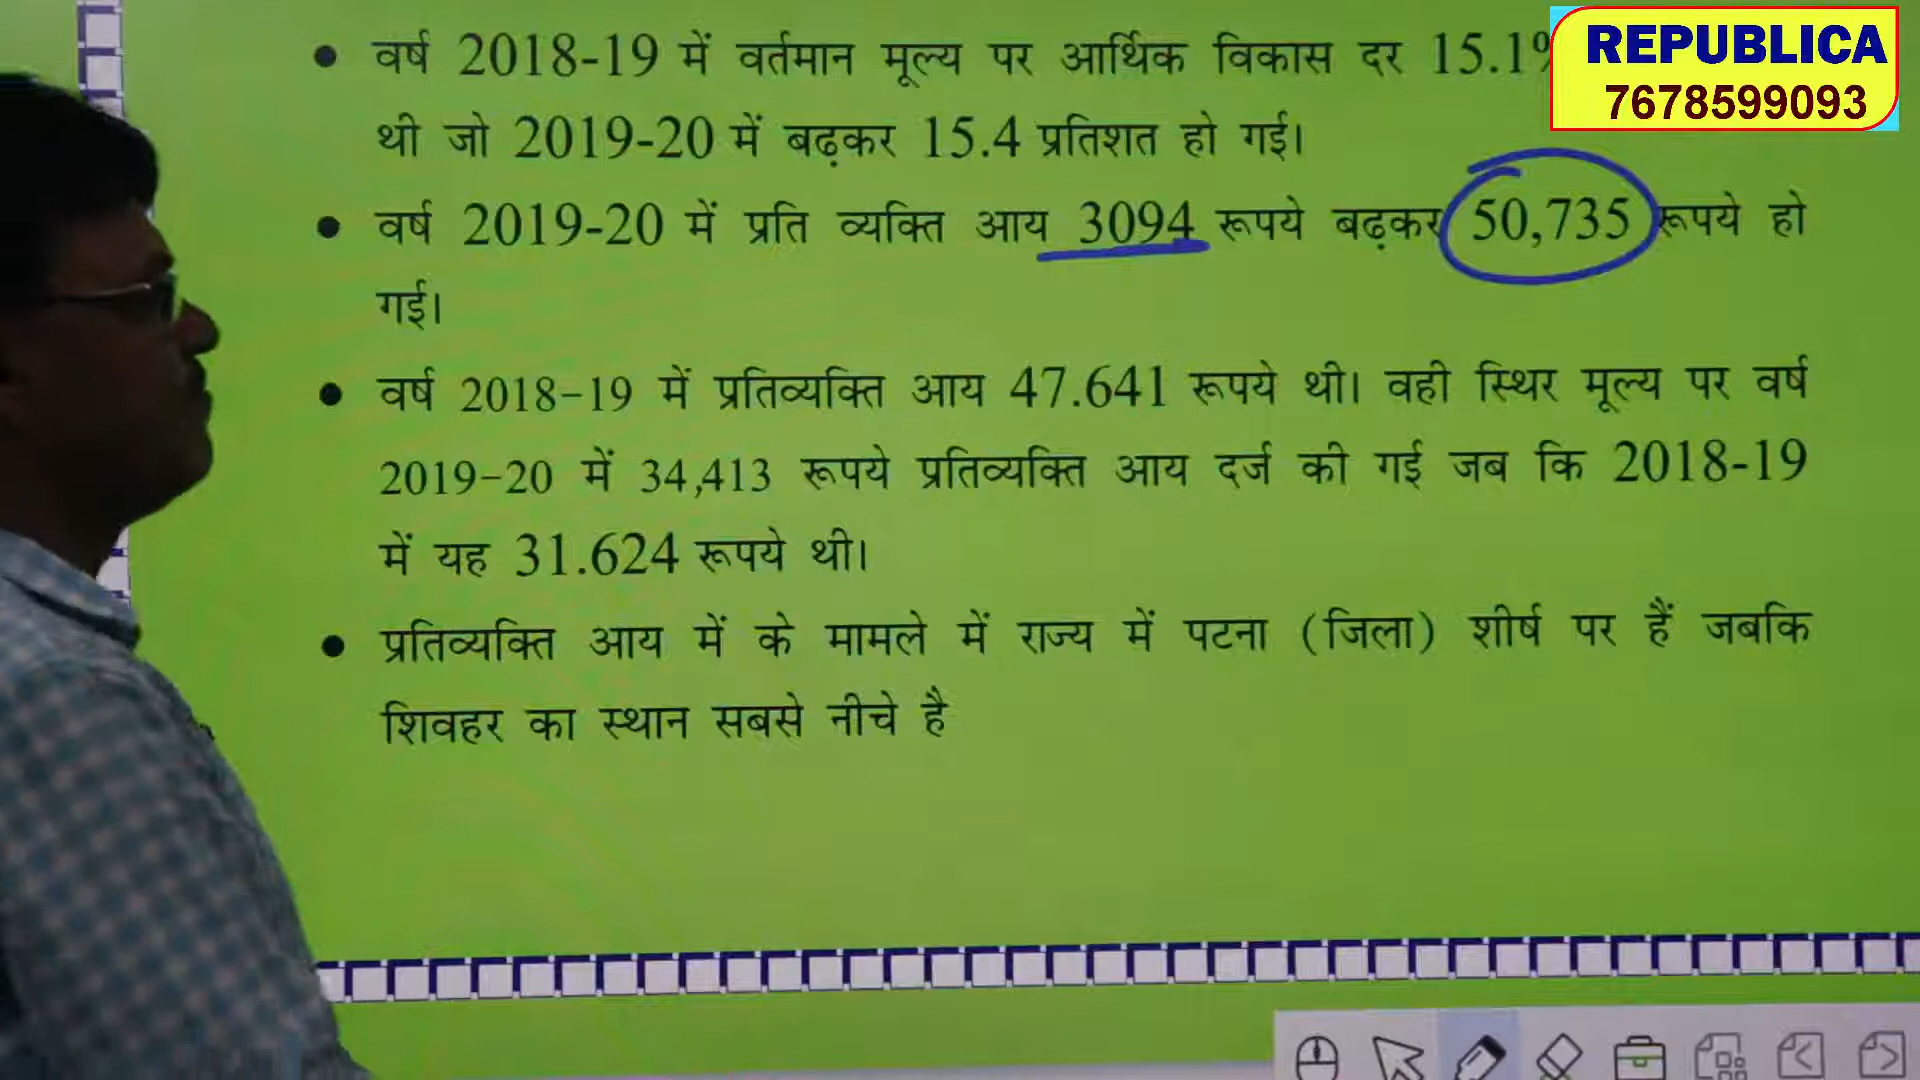 REPUBLICA
7678599093
• वर्ष 2018-19 में वर्तमान मूल्य पर आर्थिक विकास दर 15.1%
थी जो 2019-20 में बढ़कर 15.4 प्रतिशत हो गई।
• वर्ष 2019-20 में प्रति व्यक्ति आय 3094 रूपये बढ़कर 50,735 रूपये हो
गई।
• वर्ष 2018-19 में प्रतिव्यक्ति आय 47.641 रूपये थी। वही स्थिर मूल्य पर वर्ष
2019-20 में 34,413 रूपये प्रतिव्यक्ति आय दर्ज की गई जब कि 2018-19
में यह 31.624 रूपये थी।
• प्रतिव्यक्ति आय में के मामले में राज्य में पटना (जिला) शीर्ष पर हैं जबकि
शिवहर का स्थान सबसे नीचे है